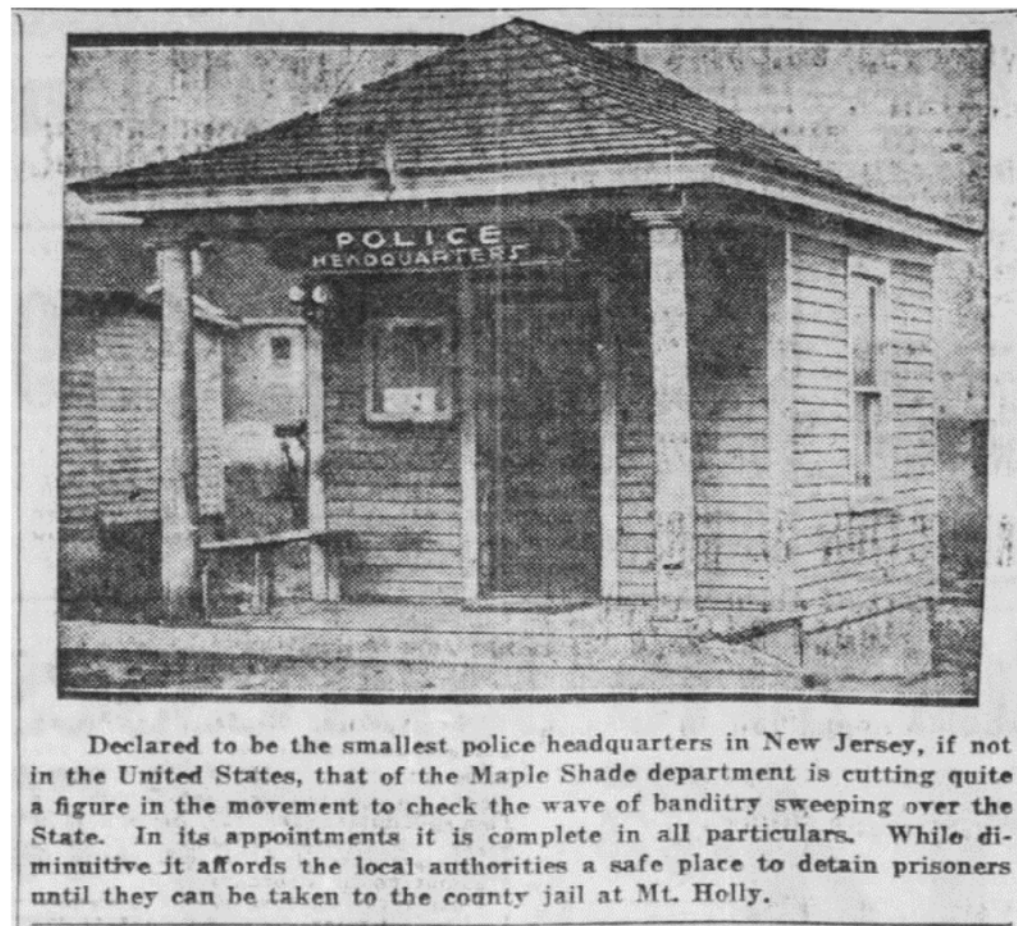 POLICE
HEADQUARTERS
Declared to be the smallest police headquarters in New Jersey, if not
in the United States, that of the Maple Shade department is cutting quite
a figure in the movement to check the wave of banditry sweeping over the
State. In its appointments it is complete in all particulars. While di-
minuitive it affords the local authorities a safe place to detain prisoners
until they can be taken to the county jail at Mt. Holly.